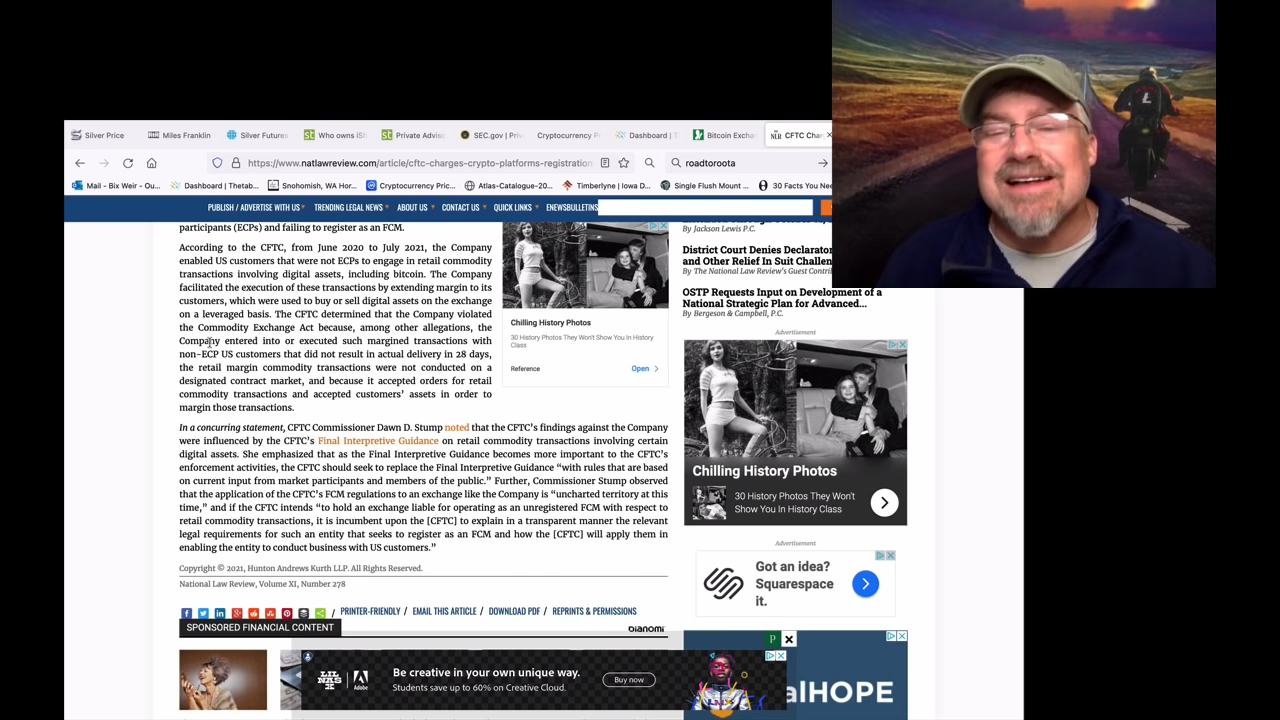 Silver Price
Miles Franklin
Silver Futures
Who owns iSh
Private Adviso
SEC.gov | Priv
Cryptocurrency Pr
Dashboard | T
Bitcoin Excha
CFTC Char
https://www.natlawreview.com/article/cftc-charges-crypto-platforms-registration
roadtoroota
Mail - Bix Weir - Ou...
Dashboard | Thetab...
Snohomish, WA Hor...
Cryptocurrency Pric...
Atlas-Catalogue-20...
Timberlyne | Iowa D...
Single Flush Mount ...
30 Facts You Nee
PUBLISH / ADVERTISE WITH US
TRENDING LEGAL NEWS
ABOUT US
CONTACT US
QUICK LINKS
ENEWSBULLETINS
participants (ECPs) and failing to register as an FCM.
According to the CFTC, from June 2020 to July 2021, the Company
enabled US customers that were not ECPs to engage in retail commodity
transactions involving digital assets, including bitcoin. The Company
facilitated the execution of these transactions by extending margin to its
customers, which were used to buy or sell digital assets on the exchange
on a leveraged basis. The CFTC determined that the Company violated
the Commodity Exchange Act because, among other allegations, the
Company entered into or executed such margined transactions with
non-ECP US customers that did not result in actual delivery in 28 days,
the retail margin commodity transactions were not conducted on a
designated contract market, and because it accepted orders for retail
commodity transactions and accepted customers’ assets in order to
margin those transactions.
In a concurring statement, CFTC Commissioner Dawn D. Stump noted that the CFTC’s findings against the Company
were influenced by the CFTC’s Final Interpretive Guidance on retail commodity transactions involving certain
digital assets. She emphasized that as the Final Interpretive Guidance becomes more important to the CFTC’s
enforcement activities, the CFTC should seek to replace the Final Interpretive Guidance “with rules that are based
on current input from market participants and members of the public.” Further, Commissioner Stump observed
that the application of the CFTC’s FCM regulations to an exchange like the Company is “uncharted territory at this
time,” and if the CFTC intends “to hold an exchange liable for operating as an unregistered FCM with respect to
retail commodity transactions, it is incumbent upon the [CFTC] to explain in a transparent manner the relevant
legal requirements for such an entity that seeks to register as an FCM and how the [CFTC] will apply them in
enabling the entity to conduct business with US customers.”
Copyright © 2021, Hunton Andrews Kurth LLP. All Rights Reserved.
National Law Review, Volume XI, Number 278
/ PRINTER-FRIENDLY / EMAIL THIS ARTICLE / DOWNLOAD PDF / REPRINTS & PERMISSIONS
SPONSORED FINANCIAL CONTENT
Chilling History Photos
30 History Photos They Won't Show You In History
Class
Reference
Open
By Jackson Lewis P.C.
District Court Denies Declarator
and Other Relief In Suit Challen
By The National Law Review's Guest Contrib
OSTP Requests Input on Development of a
National Strategic Plan for Advanced...
By Bergeson & Campbell, P.C.
Advertisement
Chilling History Photos
30 History Photos They Won't
Show You In History Class
Advertisement
Got an idea?
Squarespace
it.
alHOPE
LIL
NAS
X
Adobe
Be creative in your own unique way.
Students save up to 60% on Creative Cloud.
Buy now